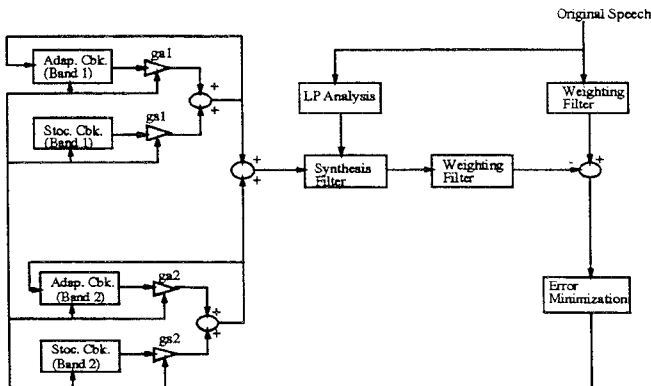 Original Speech
Adap. Cbk.
(Band 1)
ga1
LP Analysis
Weighting
Filter
Stoc. Cbk.
(Band 1)
gs1
+
+
+
+
Synthesis
Filter
Weighting
Filter
-
+
Adap. Cbk.
(Band 2)
ga2
+
+
Error
Minimization
Stoc. Cbk.
(Band 2)
gs2